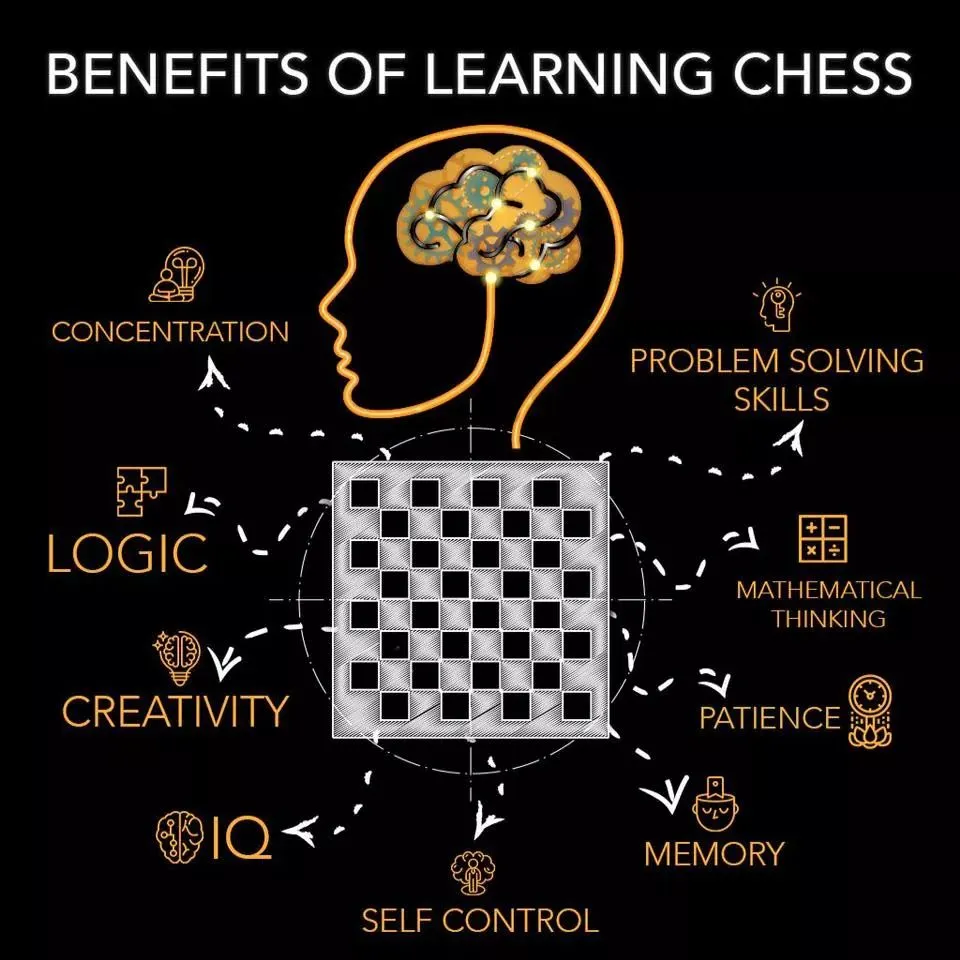 BENEFITS OF LEARNING CHESS
CONCENTRATION
PROBLEM SOLVING
SKILLS
LOGIC
MATHEMATICAL
THINKING
CREATIVITY
PATIENCE
IQ
MEMORY
SELF CONTROL